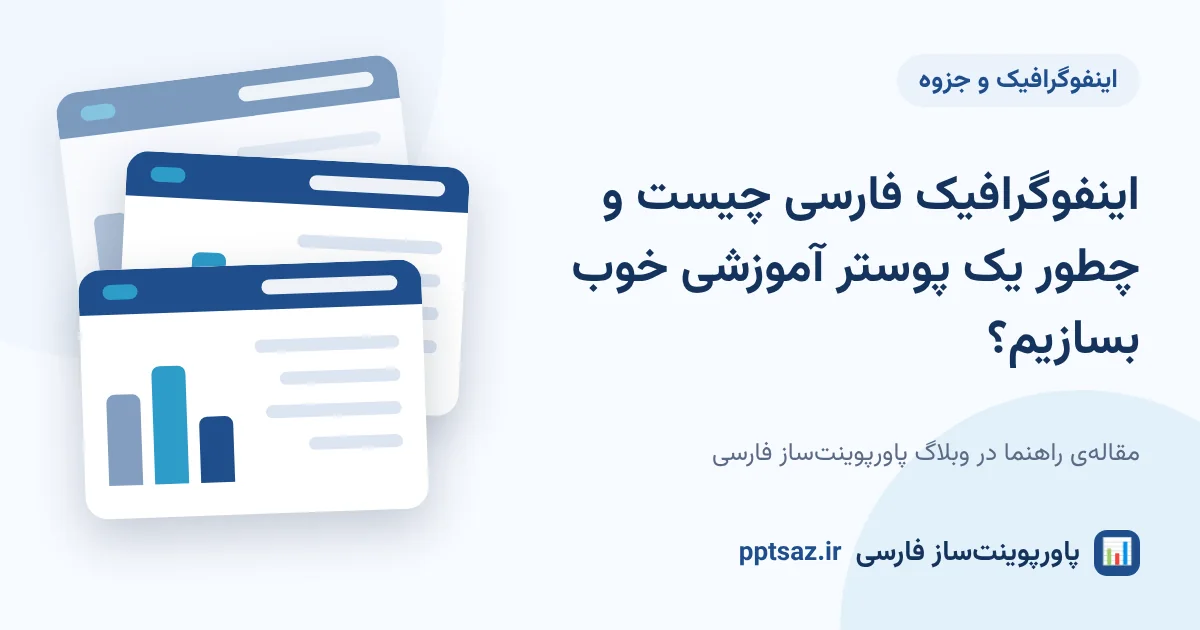 اینفوگرافیک و جزوه
اینفوگرافیک فارسی چیست و
چطور یک پوستر آموزشی خوب
بسازیم؟
مقاله‌ی راهنما در وبلاگ پاورپوینت‌ساز فارسی
پاورپوینت‌ساز فارسی pptsaz.ir